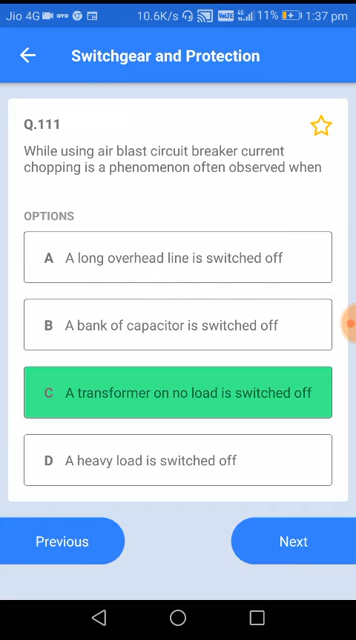 Jio 4G 10.6K/s 11% 1:37 pm
Switchgear and Protection
Q.111
While using air blast circuit breaker current
chopping is a phenomenon often observed when
OPTIONS
A A long overhead line is switched off
B A bank of capacitor is switched off
C A transformer on no load is switched off
D A heavy load is switched off
Previous Next